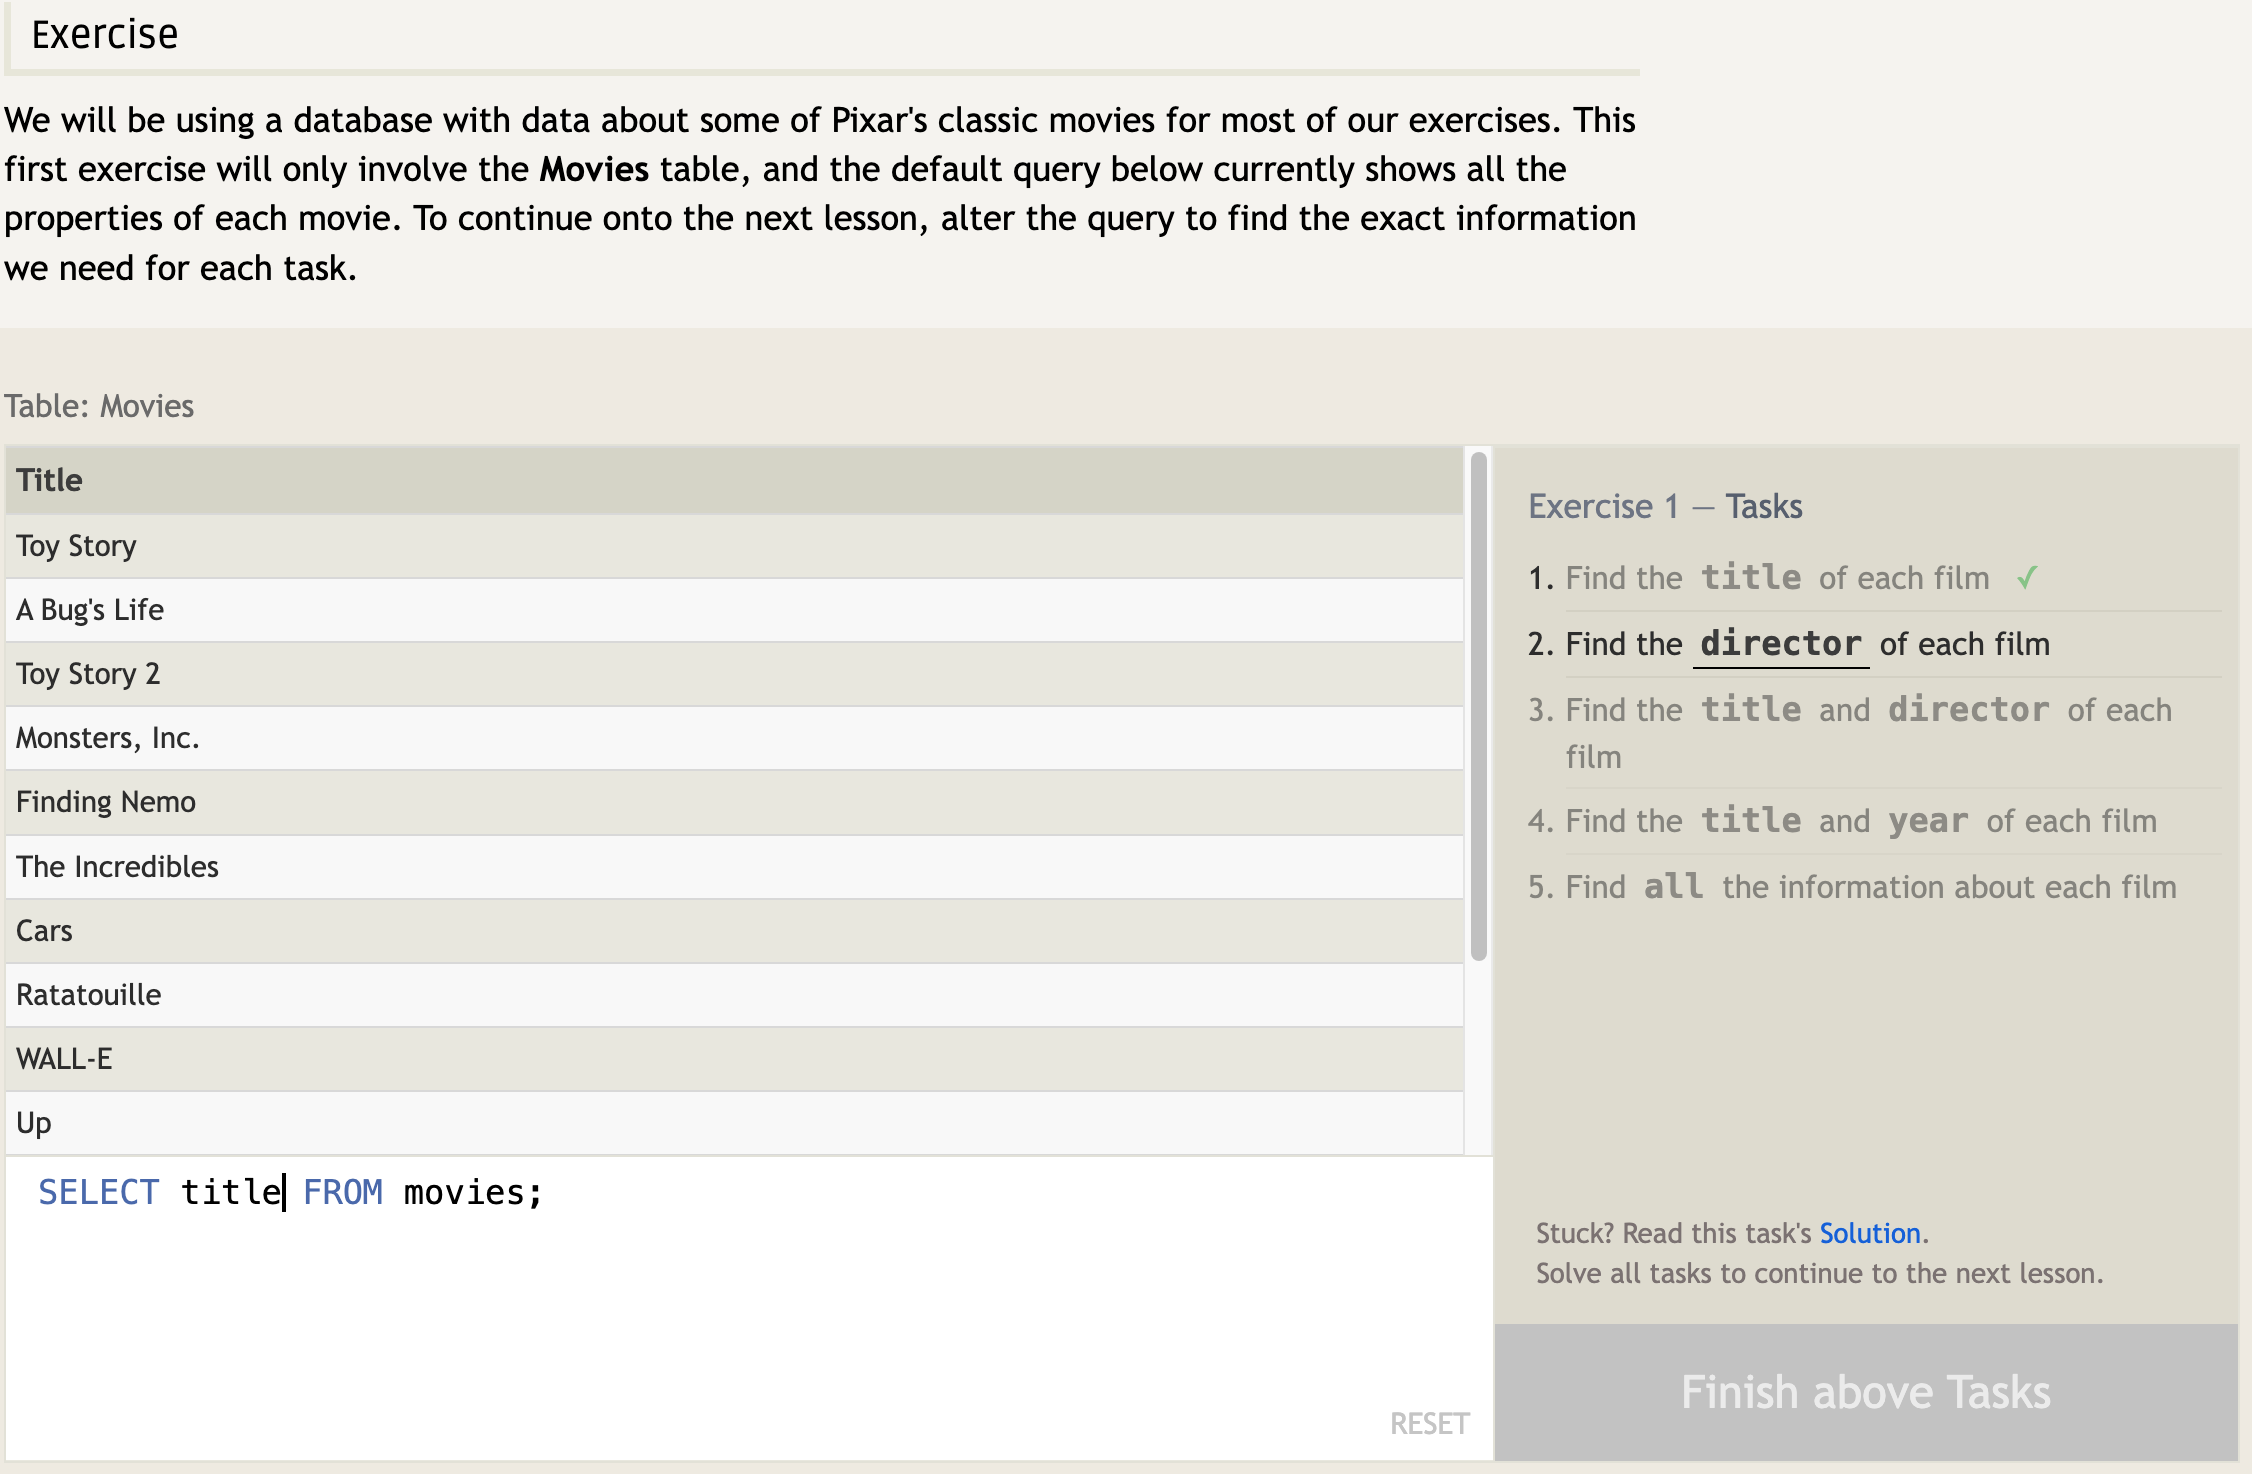 Exercise
We will be using a database with data about some of Pixar's classic movies for most of our exercises. This
first exercise will only involve the Movies table, and the default query below currently shows all the
properties of each movie. To continue onto the next lesson, alter the query to find the exact information
we need for each task.
Table: Movies
Title
Toy Story
A Bug's Life
Toy Story 2
Monsters, Inc.
Finding Nemo
The Incredibles
Cars
Ratatouille
WALL-E
Up
SELECT title FROM movies;
RESET
Exercise 1 — Tasks
1. Find the title of each film ✓
2. Find the director of each film
3. Find the title and director of each
film
4. Find the title and year of each film
5. Find all the information about each film
Stuck? Read this task's Solution.
Solve all tasks to continue to the next lesson.
Finish above Tasks